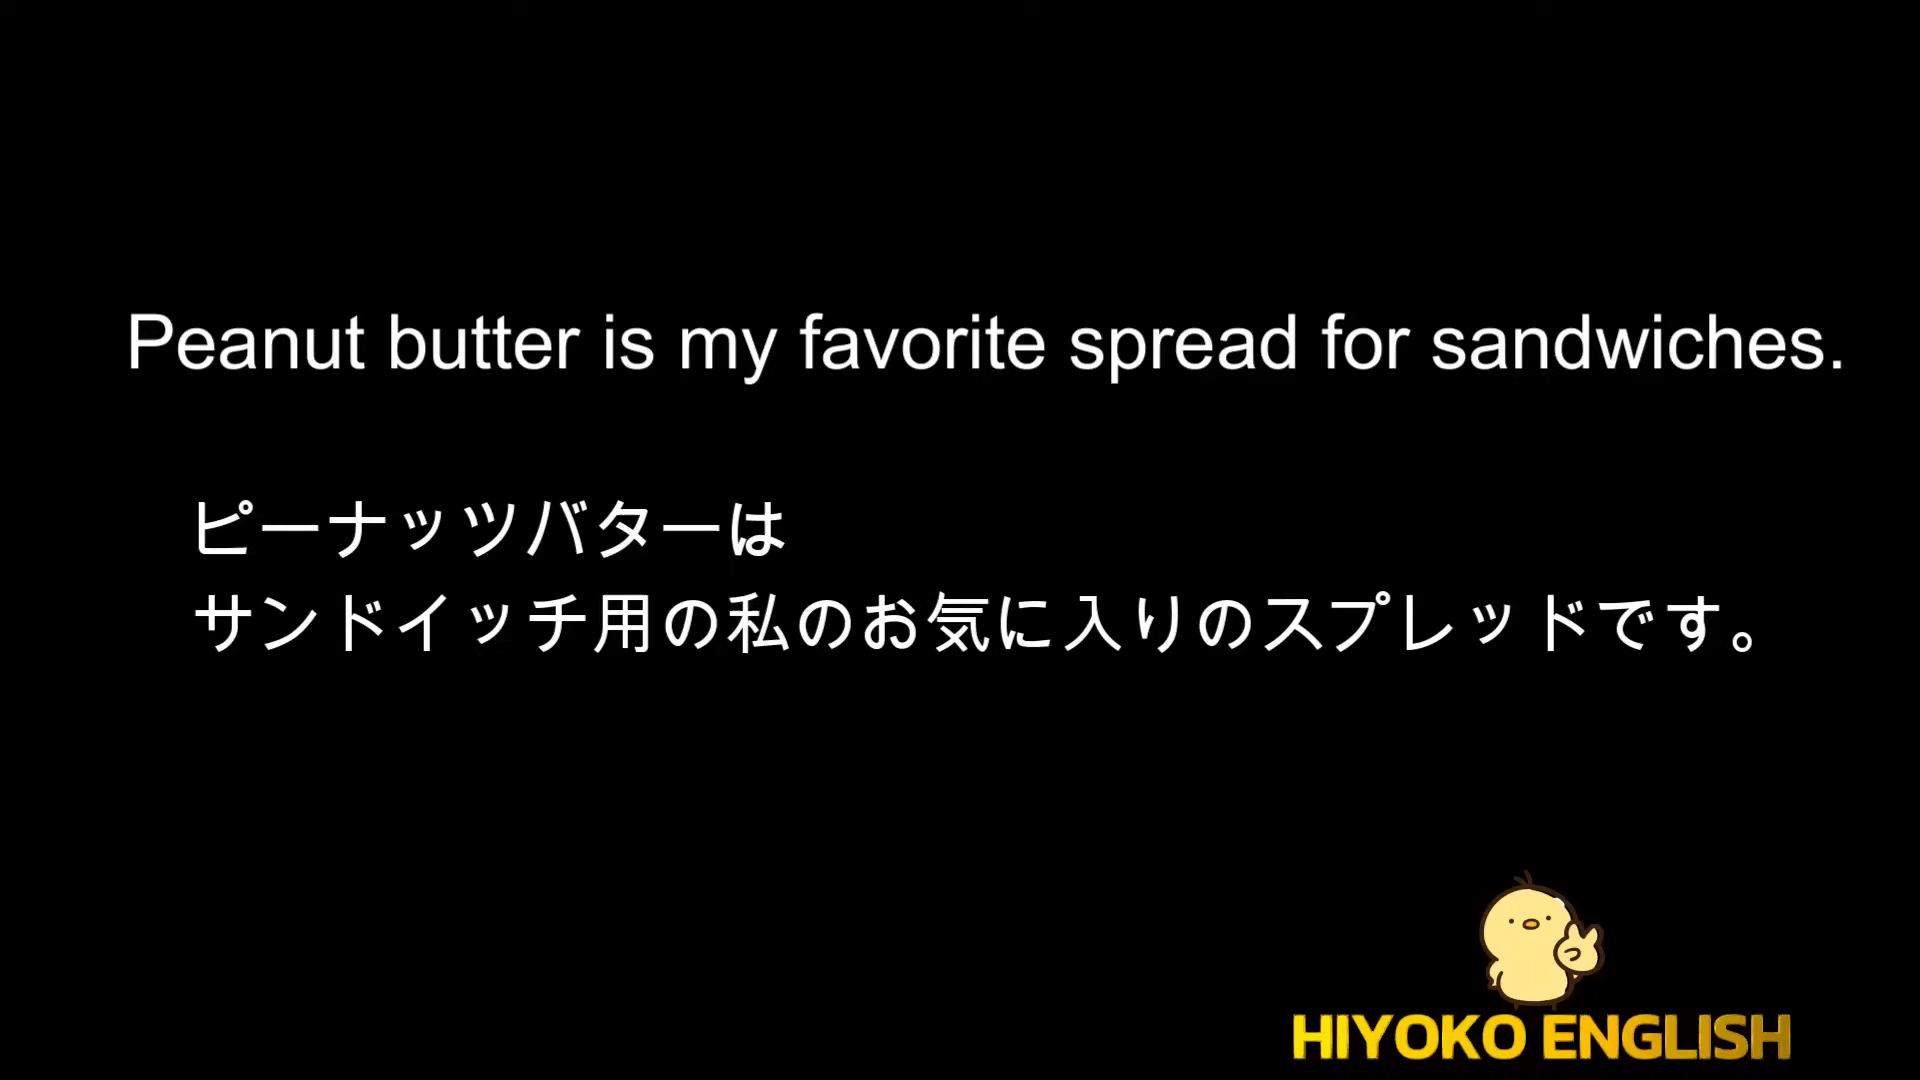 Peanut butter is my favorite spread for sandwiches.
ピーナッツバターは
サンドイッチ用の私のお気に入りのスプレッドです。
HIYOKO ENGLISH